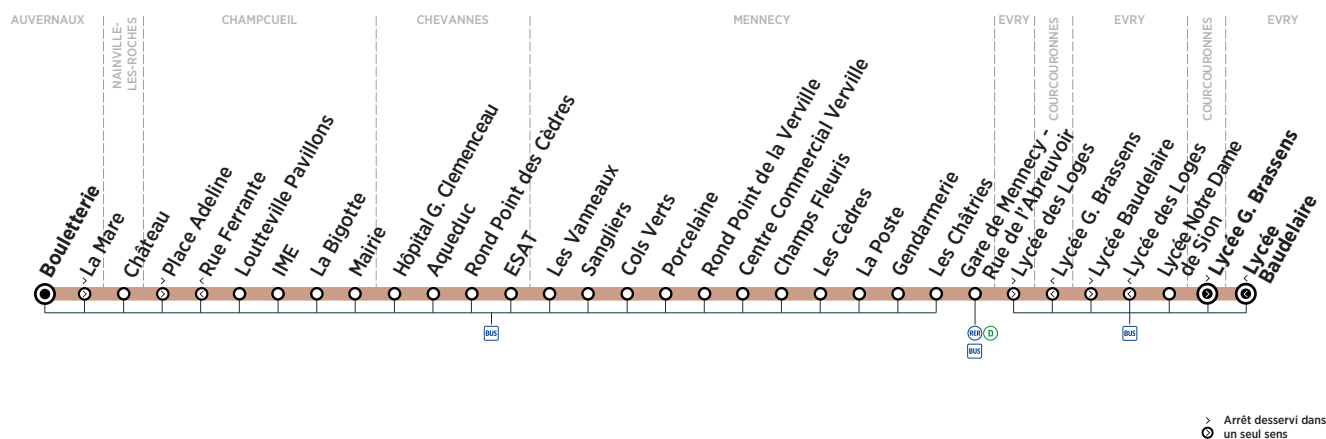 AUVERNAUX
NAINVILLE-
LES-ROCHES
CHAMPCUEIL
CHEVANNES
MENNECY
EVRY
COURCOURONNES
EVRY
COURCOURONNES
EVRY
Bouletterie
La Mare
Château
Place Adeline
Rue Ferrante
Loutteville Pavillons
IME
La Bigotte
Mairie
Hôpital G. Clemenceau
Aqueduc
Rond Point des Cèdres
ESAT
Les Vanneaux
Sangliers
Cols Verts
Porcelaine
Rond Point de la Verville
Centre Commercial Verville
Champs Fleuris
Les Cèdres
La Poste
Gendarmerie
Les Châtries
Gare de Mennecy -
Rue de l'Abreuvoir
Lycée des Loges
Lycée G. Brassens
Lycée Baudelaire
Lycée des Loges
Lycée Notre Dame
de Sion
Lycée G. Brassens
Lycée
Baudelaire
BUS
RER D
BUS
BUS
Arrêt desservi dans
un seul sens